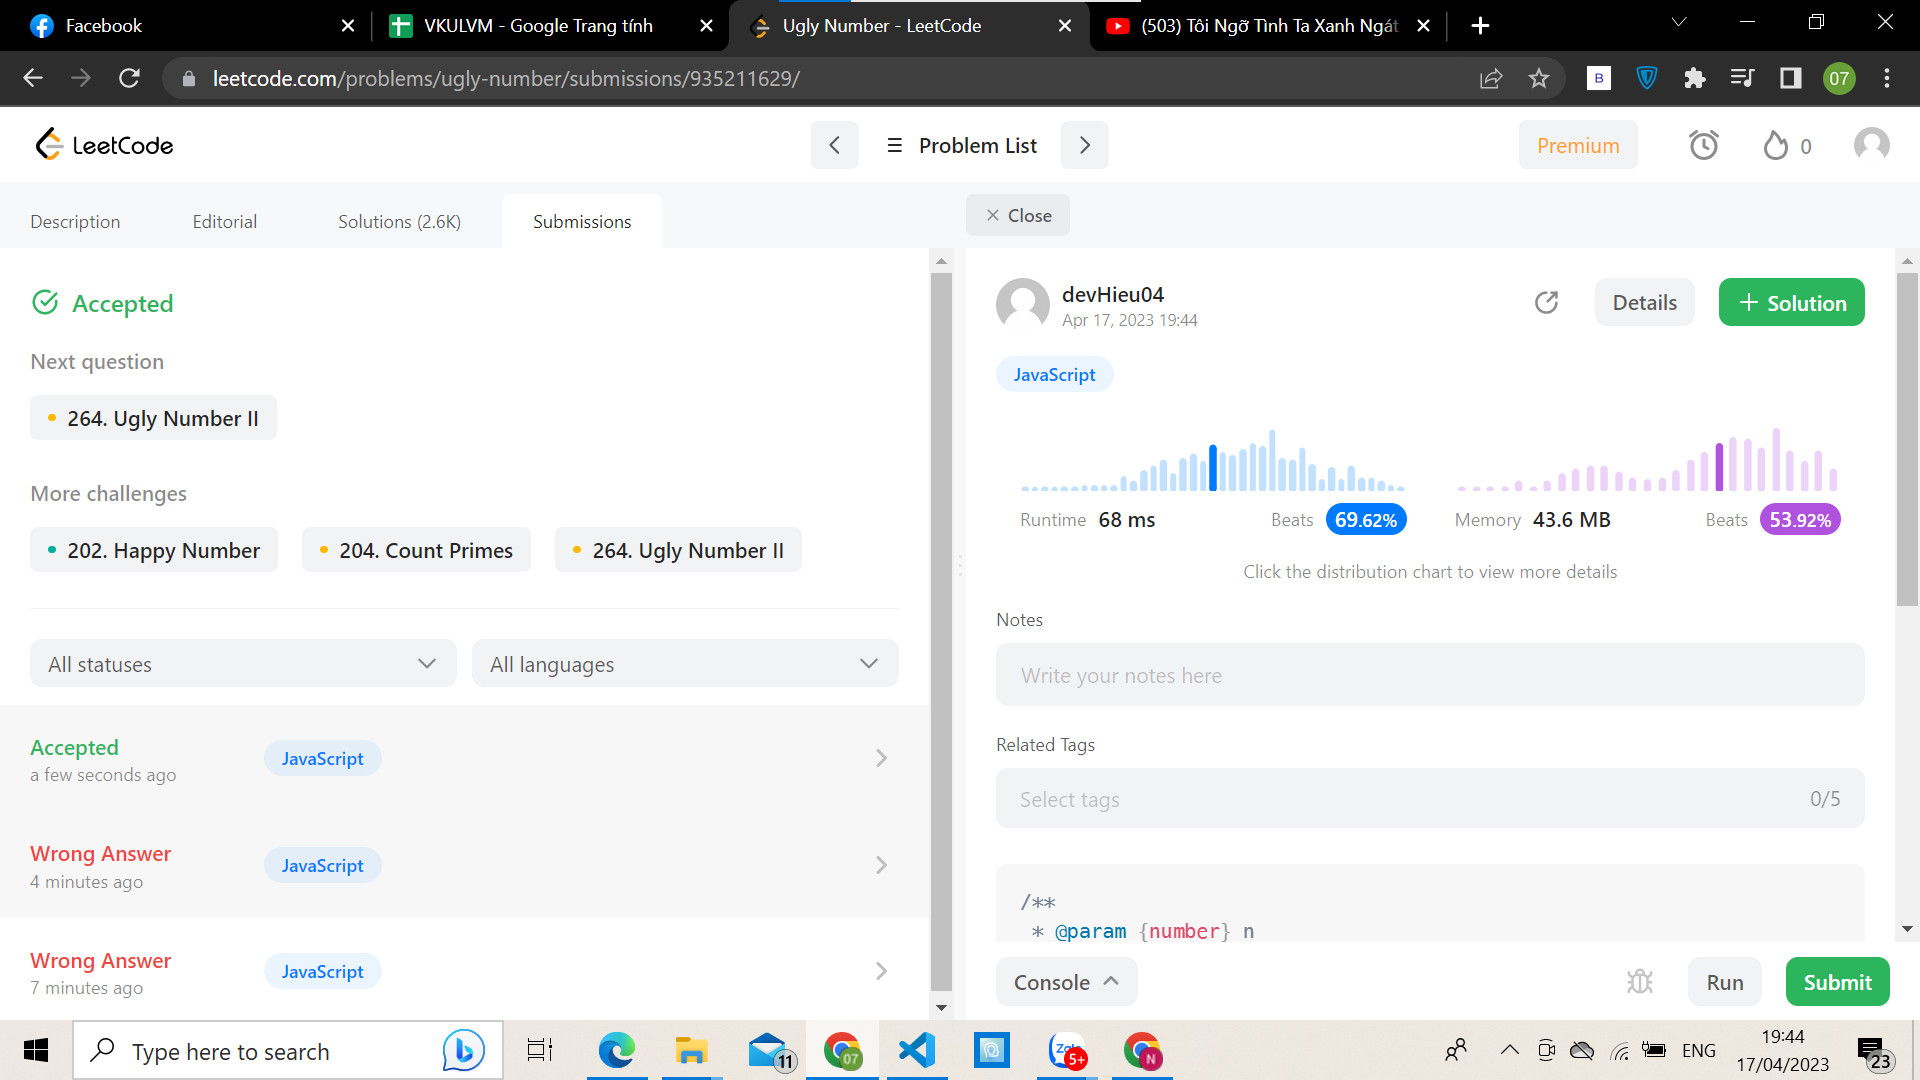 Facebook
VKULVM - Google Trang tính
Ugly Number - LeetCode
(503) Tôi Ngỡ Tình Ta Xanh Ngát
leetcode.com/problems/ugly-number/submissions/935211629/
B
07
LeetCode
Problem List
Premium
0
Description
Editorial
Solutions (2.6K)
Submissions
Close
Accepted
Next question
264. Ugly Number II
More challenges
202. Happy Number
204. Count Primes
264. Ugly Number II
All statuses
All languages
Accepted
a few seconds ago
JavaScript
Wrong Answer
4 minutes ago
JavaScript
Wrong Answer
7 minutes ago
JavaScript
devHieu04
Apr 17, 2023 19:44
Details
+ Solution
JavaScript
Runtime 68 ms
Beats 69.62%
Memory 43.6 MB
Beats 53.92%
Click the distribution chart to view more details
Notes
Write your notes here
Related Tags
Select tags
0/5
/**
* @param {number} n
Console
Run
Submit
Type here to search
11
07
Zalo
5+
N
ENG
19:44
17/04/2023
23